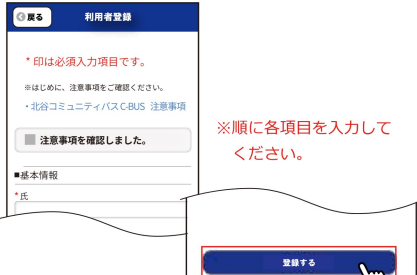 戻る
利用者登録
*印は必須入力項目です。
※はじめに、注意事項をご確認ください。
・北谷コミュニティバスC-BUS 注意事項
注意事項を確認しました。
■基本情報
*氏
※順に各項目を入力して
ください。
登録する